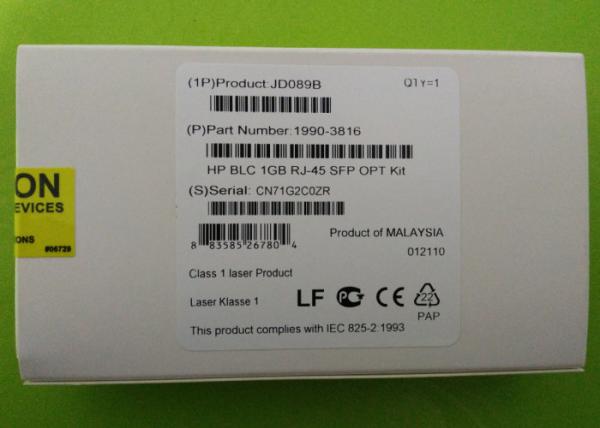 (1P)Product:JD089B
QTY=1
(P)Part Number:1990-3816
HP BLC 1GB RJ-45 SFP OPT Kit
(S)Serial: CN71G2C0ZR
8 83585 26780 4
Product of MALAYSIA
012110
Class 1 laser Product
Laser Klasse 1
LF
CE
22
PAP
This product complies with IEC 825-2:1993
ON
EVICES
ONS
#06729